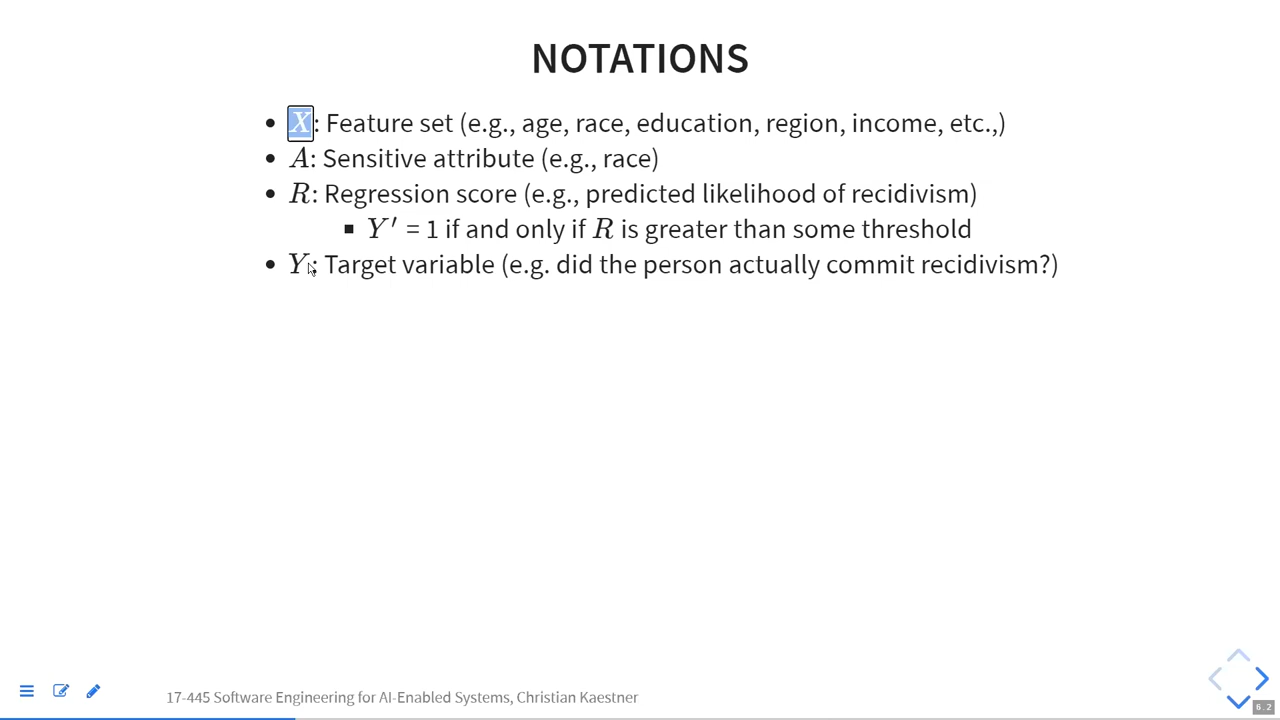 NOTATIONS
• X: Feature set (e.g., age, race, education, region, income, etc.,)
• A: Sensitive attribute (e.g., race)
• R: Regression score (e.g., predicted likelihood of recidivism)
▪ Y′ = 1 if and only if R is greater than some threshold
• Y: Target variable (e.g. did the person actually commit recidivism?)
17-445 Software Engineering for AI-Enabled Systems, Christian Kaestner
6.2